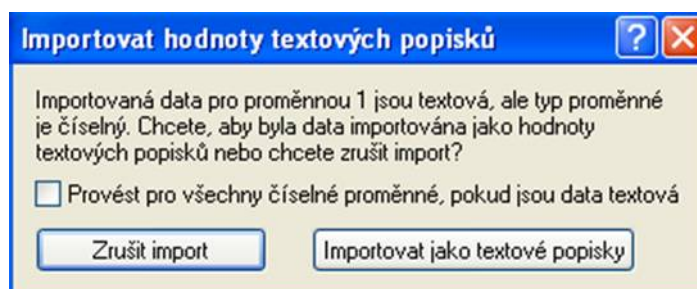 Importovat hodnoty textových popisků
Importovaná data pro proměnnou 1 jsou textová, ale typ proměnné
je číselný. Chcete, aby byla data importována jako hodnoty
textových popisků nebo chcete zrušit import?
Provést pro všechny číselné proměnné, pokud jsou data textová
Zrušit import
Importovat jako textové popisky